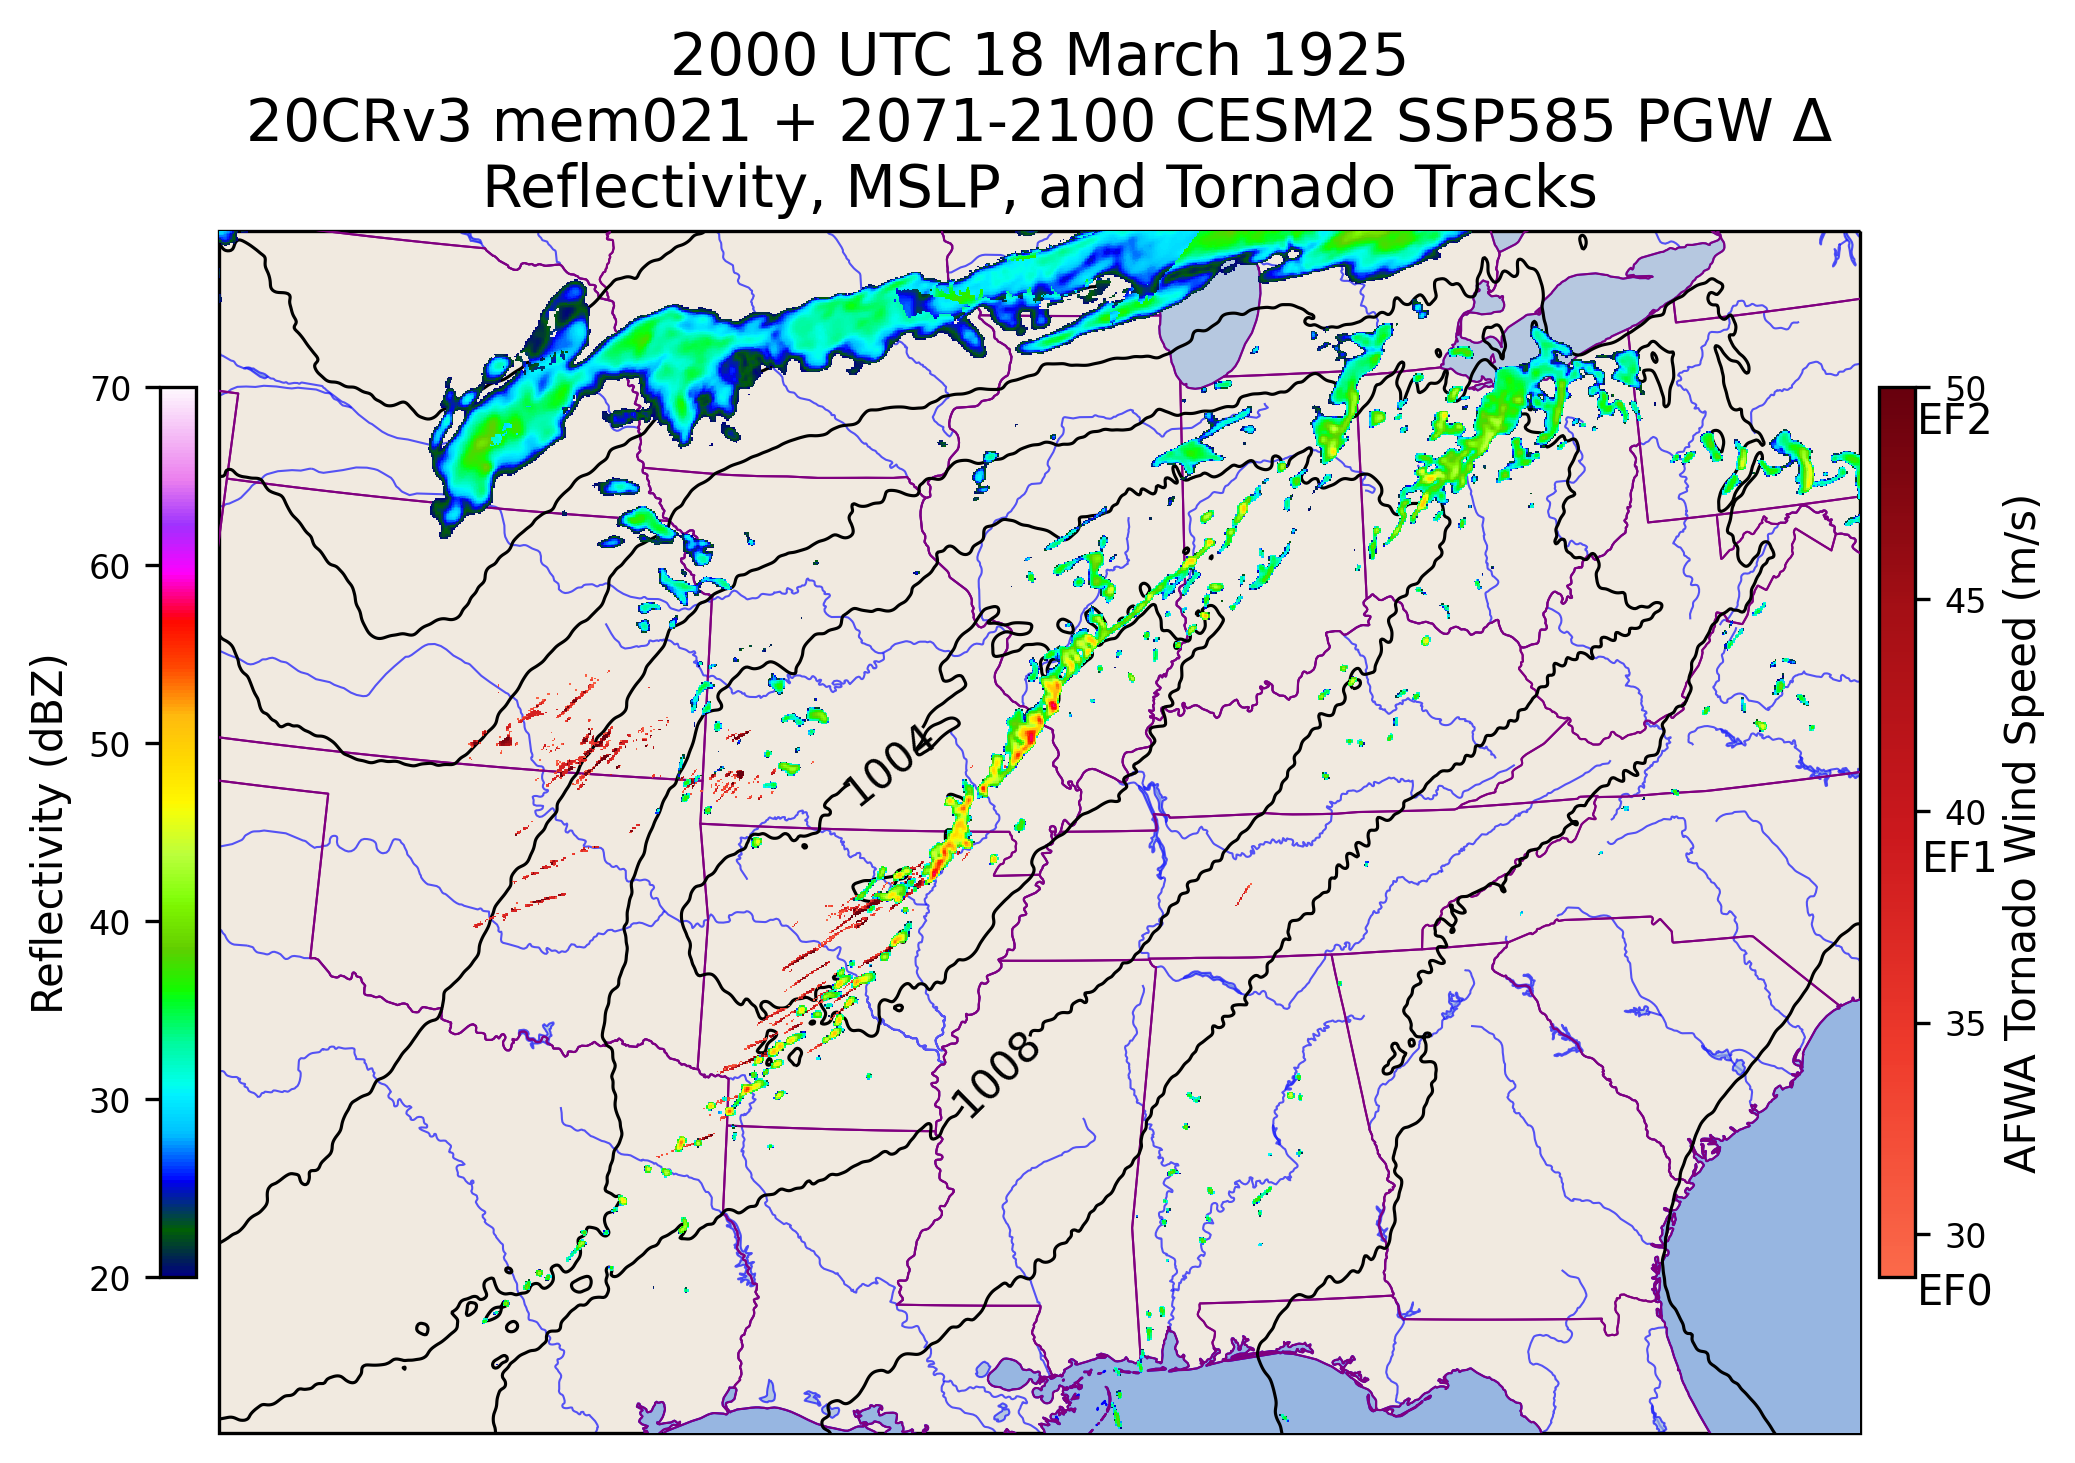 2000 UTC 18 March 1925
20CRv3 mem021 + 2071-2100 CESM2 SSP585 PGW Δ
Reflectivity, MSLP, and Tornado Tracks
70
60
50
40
30
20
Reflectivity (dBZ)
1004
1008
50
EF2
45
40
EF1
35
30
EF0
AFWA Tornado Wind Speed (m/s)